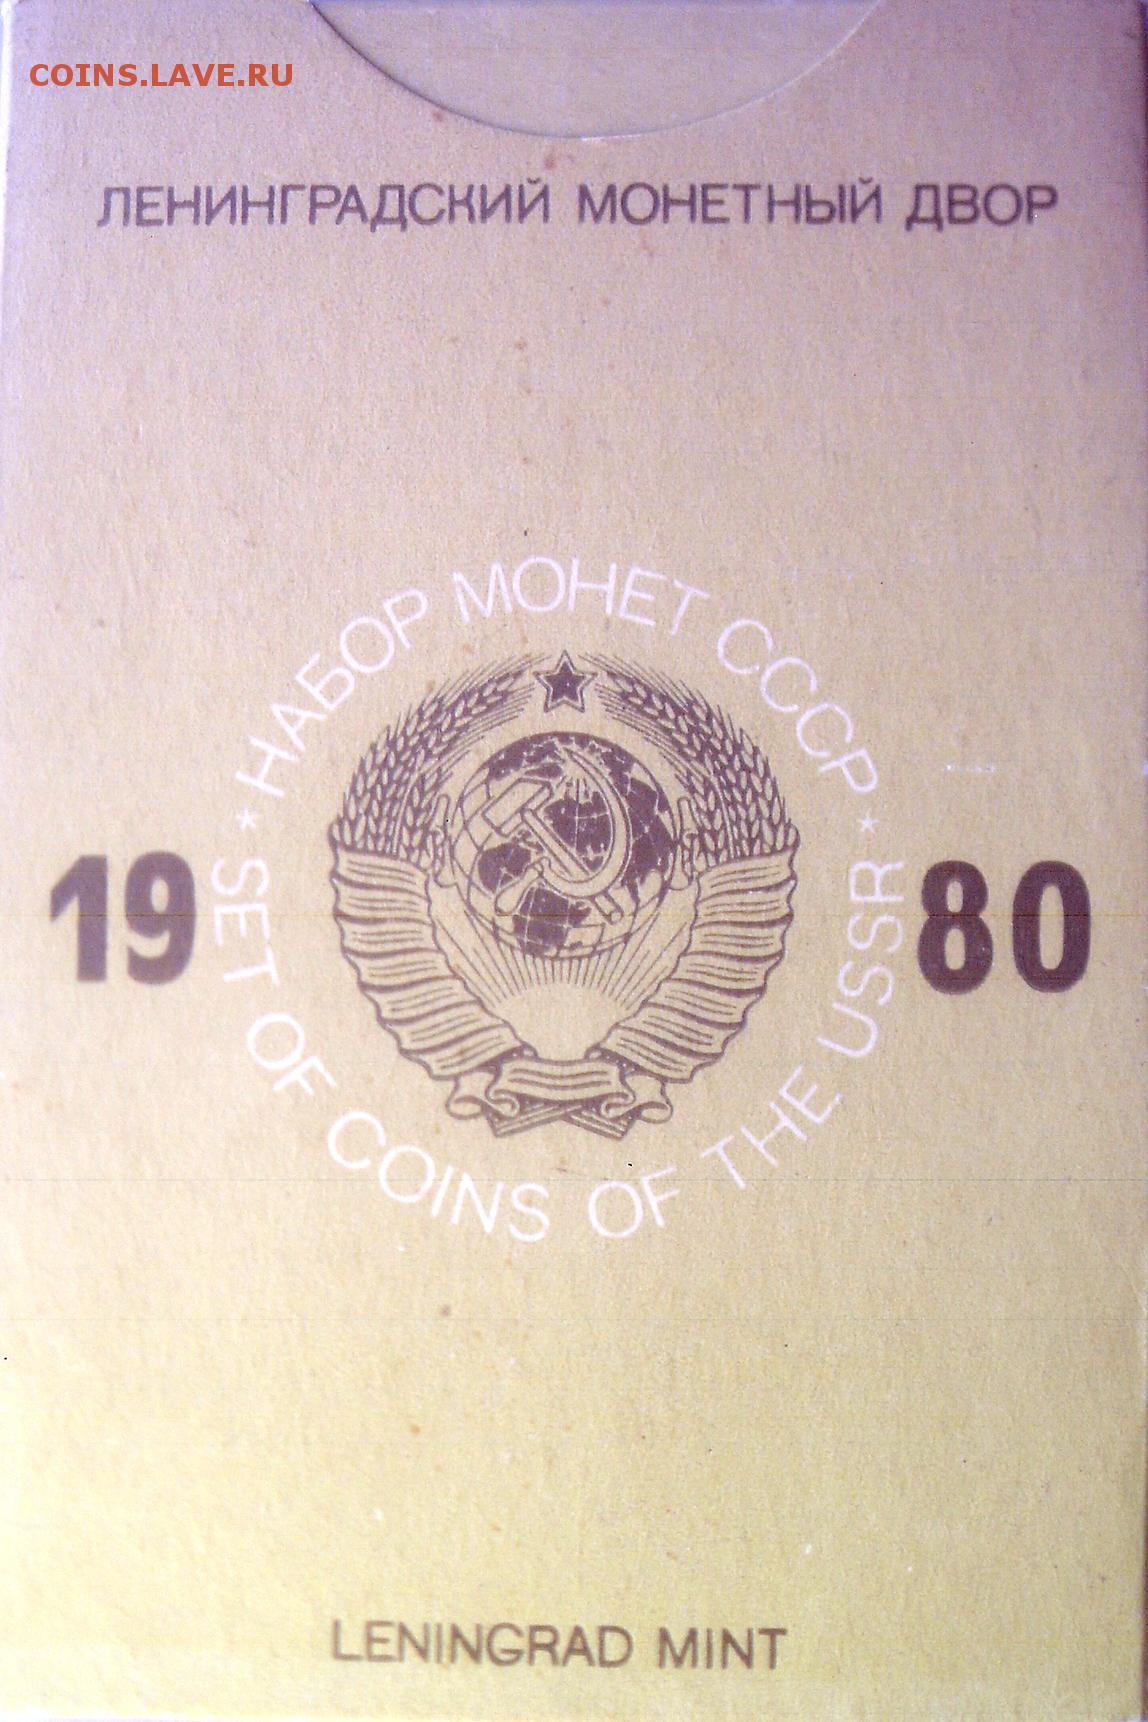 COINS.LAVE.RU
ЛЕНИНГРАДСКИЙ МОНЕТНЫЙ ДВОР
* НАБОР МОНЕТ СССР *
19 80
SET OF COINS OF THE USSR
LENINGRAD MINT